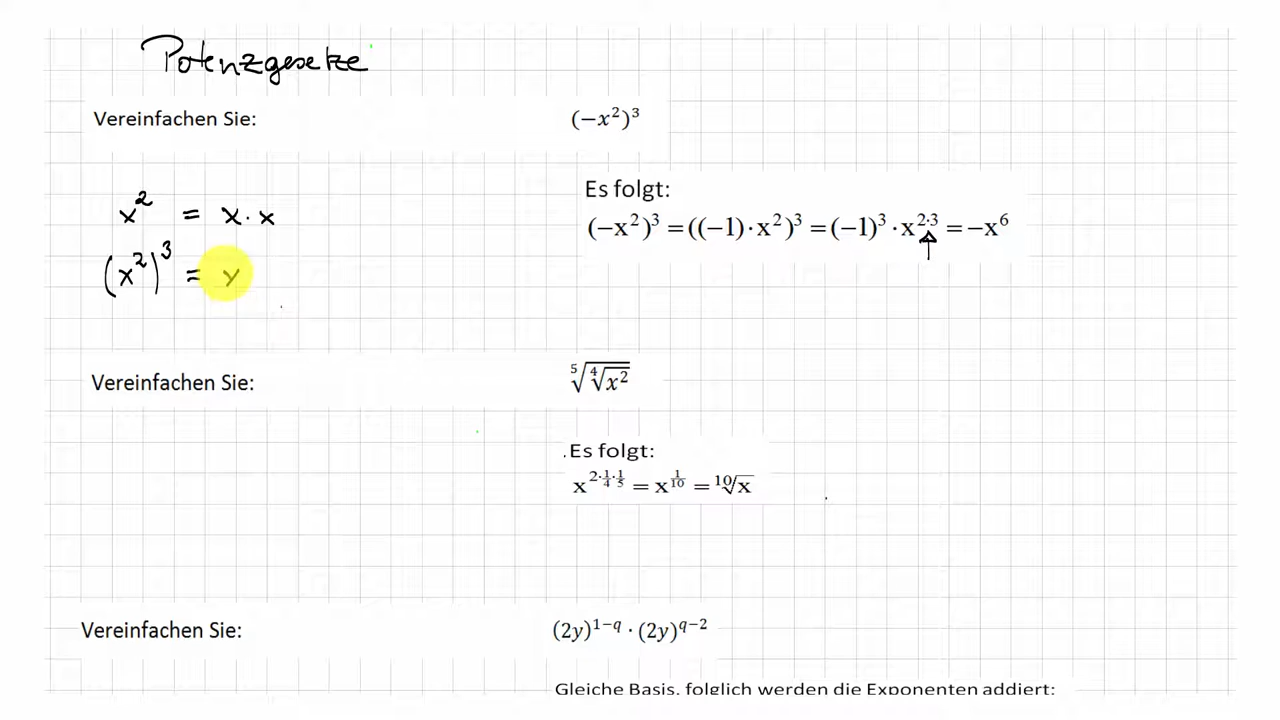 Potenzgesetze
Vereinfachen Sie: (−x²)³
x² = x · x
(x²)³ = x
Es folgt:
(−x²)³ = ((−1)·x²)³ = (−1)³ · x²·³ = −x⁶
Vereinfachen Sie: ⁵√(⁴√(x²))
.Es folgt:
x^(2·1/4·1/5) = x^(1/10) = ¹⁰√x
Vereinfachen Sie: (2y)^(1−q) · (2y)^(q−2)
Gleiche Basis, folglich werden die Exponenten addiert: